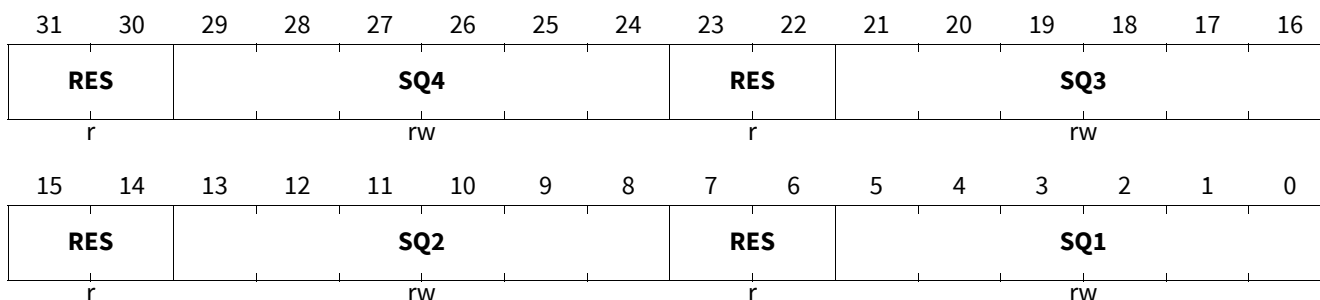 31 30 29 28 27 26 25 24 23 22 21 20 19 18 17 16
RES SQ4 RES SQ3
r rw r rw
15 14 13 12 11 10 9 8 7 6 5 4 3 2 1 0
RES SQ2 RES SQ1
r rw r rw